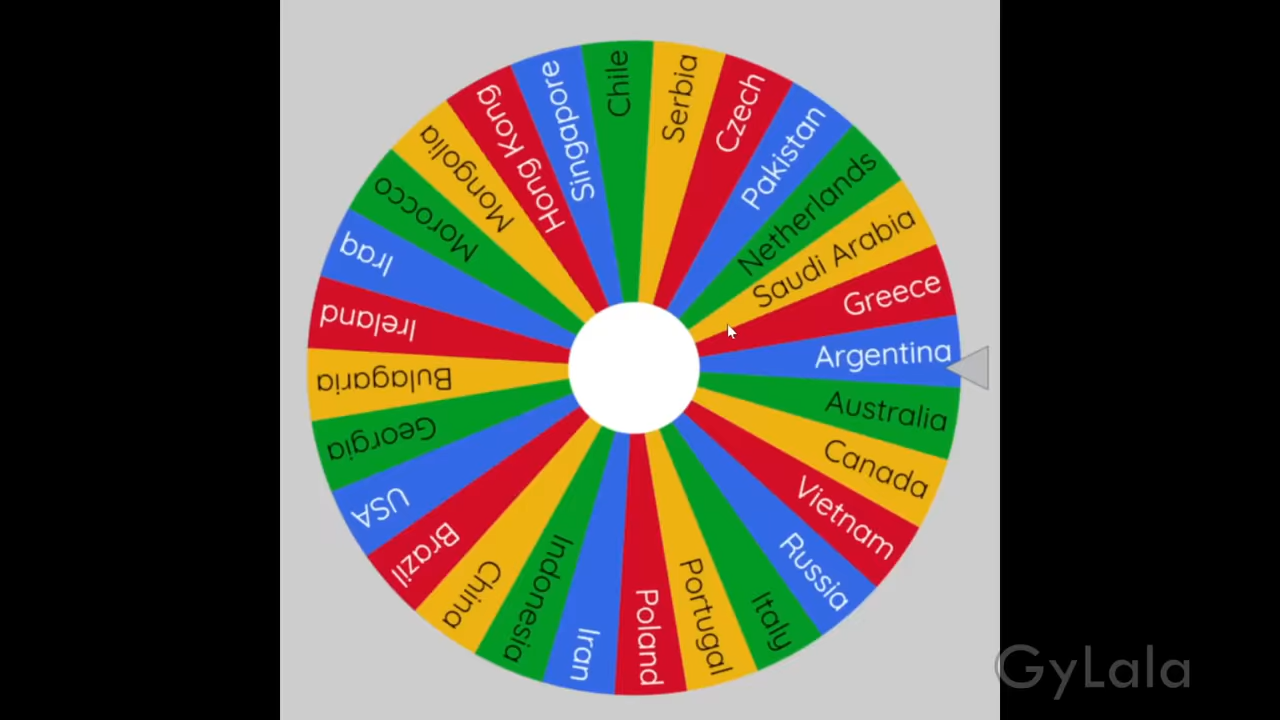 Chile
Serbia
Czech
Pakistan
Netherlands
Saudi Arabia
Greece
Argentina
Australia
Canada
Vietnam
Russia
Italy
Portugal
Poland
Iran
Indonesia
China
Brazil
USA
Georgia
Bulagaria
Ireland
Iraq
Morocco
Mongolia
Hong Kong
Singapore
GyLala